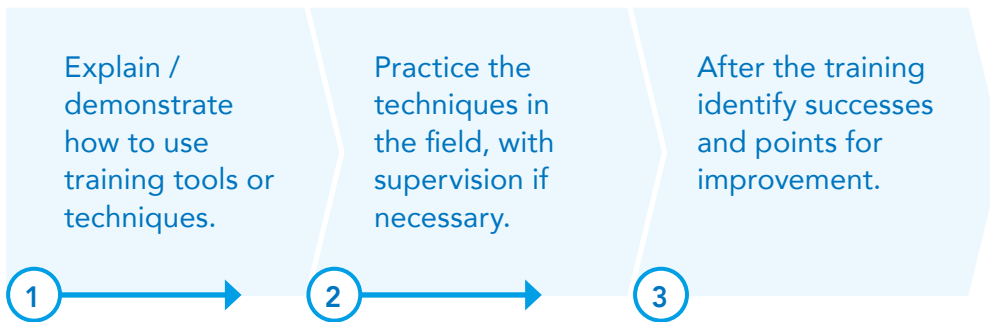 Explain /
demonstrate
how to use
training tools or
techniques.
1
Practice the
techniques in
the field, with
supervision if
necessary.
2
After the training
identify successes
and points for
improvement.
3